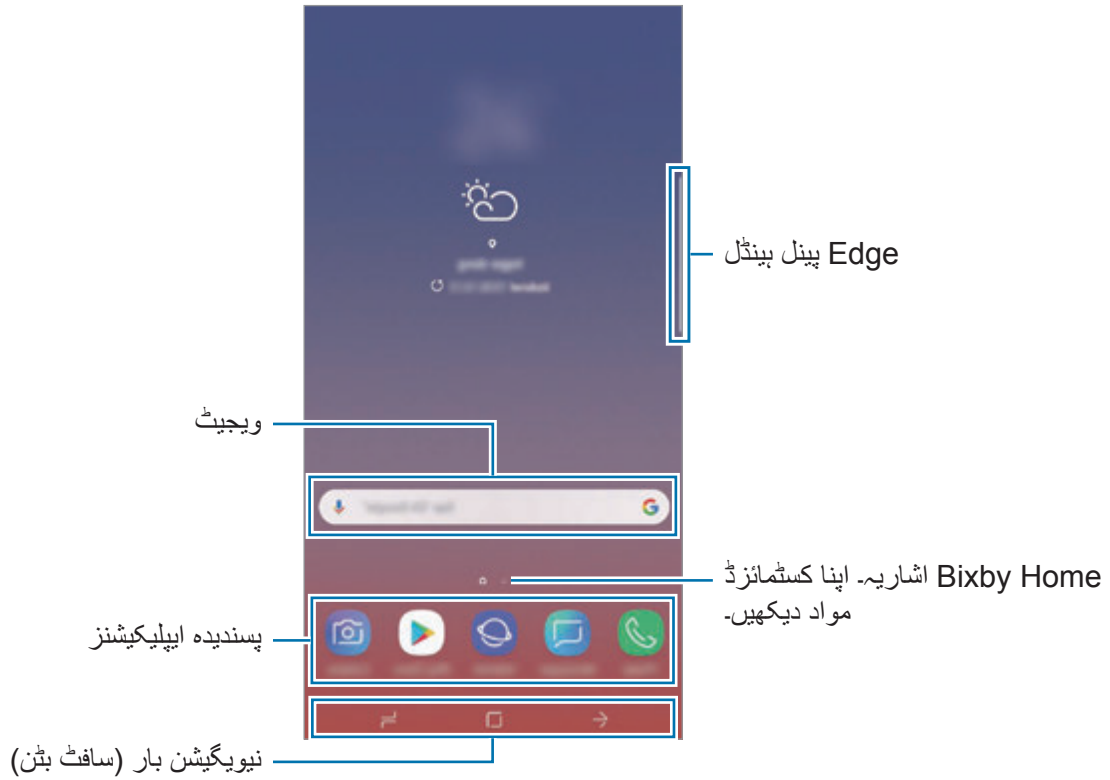 Edge پینل ہینڈل
ویجیٹ
Bixby Home اشاریہ۔ اپنا کسٹمائزڈ
مواد دیکھیں۔
پسندیدہ ایپلیکیشنز
نیویگیشن بار (سافٹ بٹن)